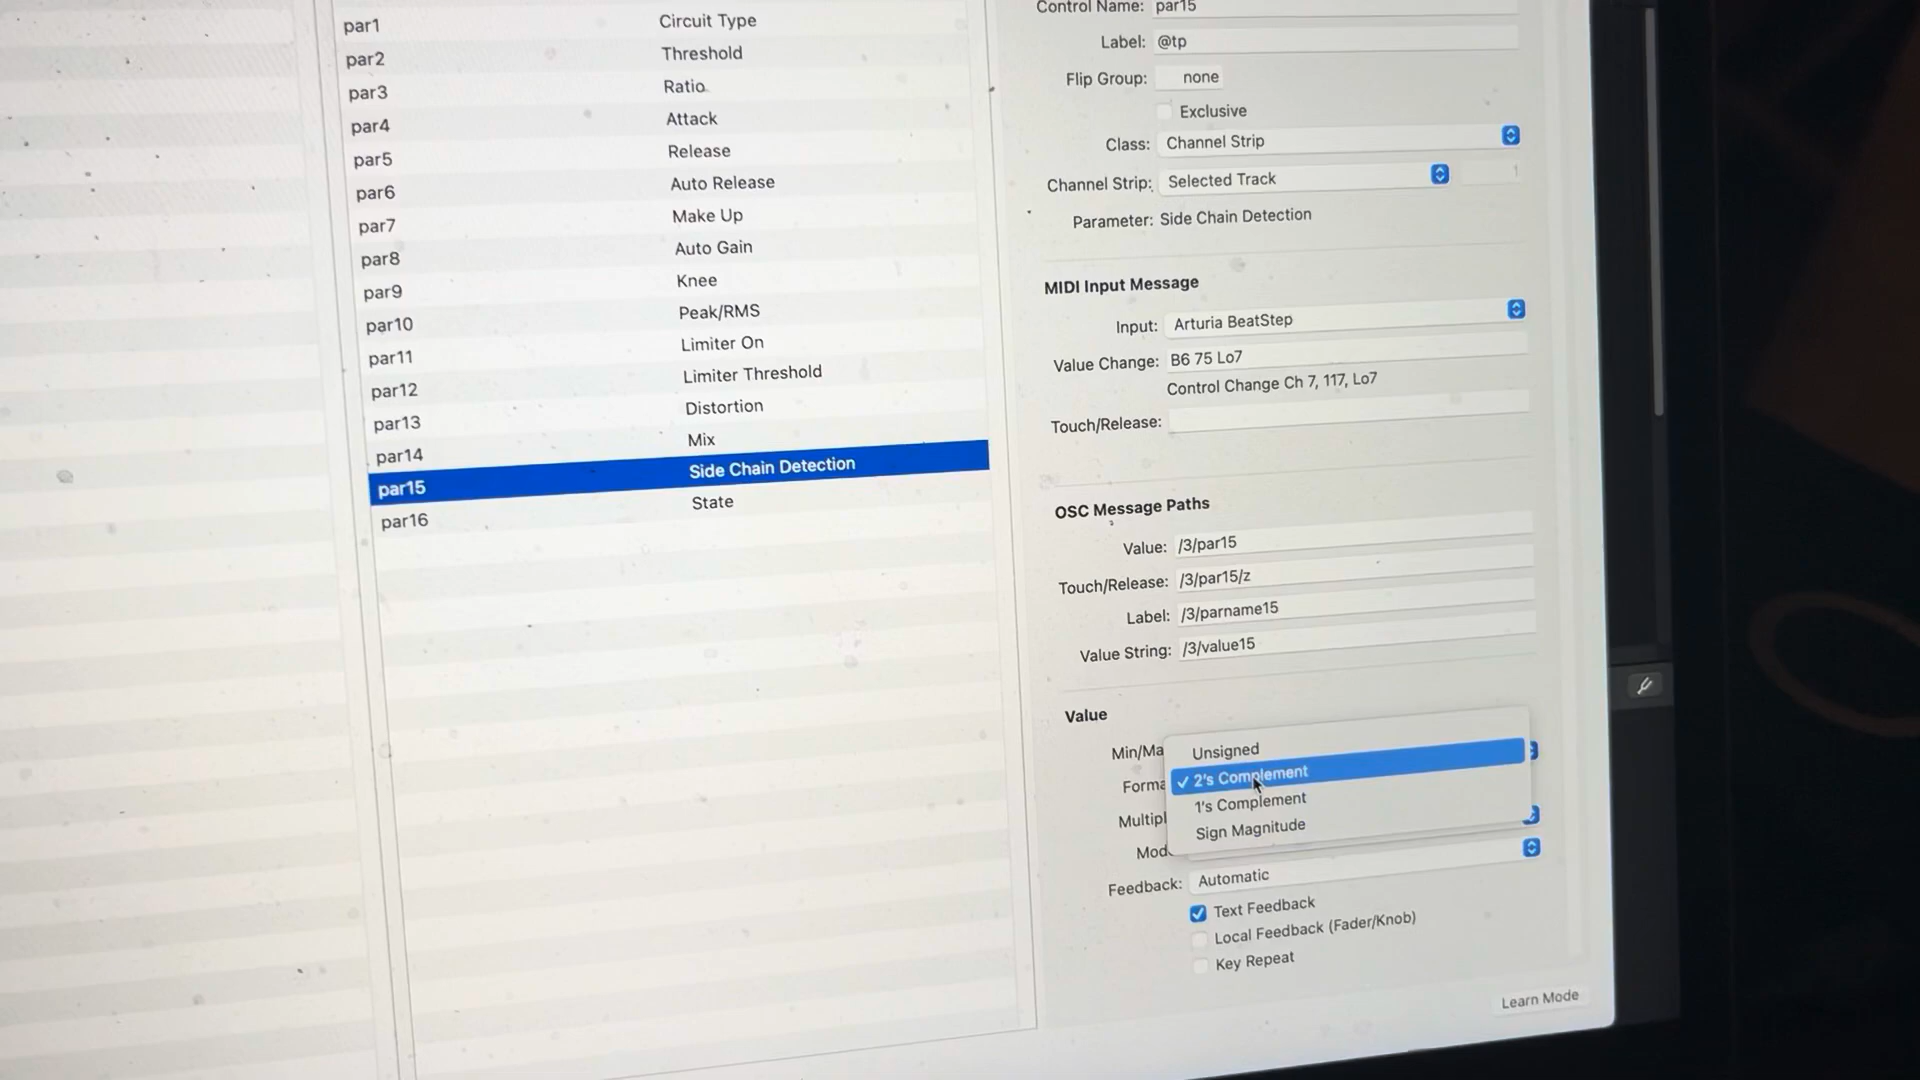 par1 Circuit Type
par2 Threshold
par3 Ratio
par4 Attack
par5 Release
par6 Auto Release
par7 Make Up
par8 Auto Gain
par9 Knee
par10 Peak/RMS
par11 Limiter On
par12 Limiter Threshold
par13 Distortion
par14 Mix
par15 Side Chain Detection
par16 State
Control Name: par15
Label: @tp
Flip Group: none
Exclusive
Class: Channel Strip
Channel Strip: Selected Track 1
Parameter: Side Chain Detection
MIDI Input Message
Input: Arturia BeatStep
Value Change: B6 75 Lo7
Control Change Ch 7, 117, Lo7
Touch/Release:
OSC Message Paths
Value: /3/par15
Touch/Release: /3/par15/z
Label: /3/parname15
Value String: /3/value15
Value
Min/Ma
Unsigned
Forma
✓ 2's Complement
1's Complement
Multipl
Sign Magnitude
Mod
Feedback: Automatic
Text Feedback
Local Feedback (Fader/Knob)
Key Repeat
Learn Mode